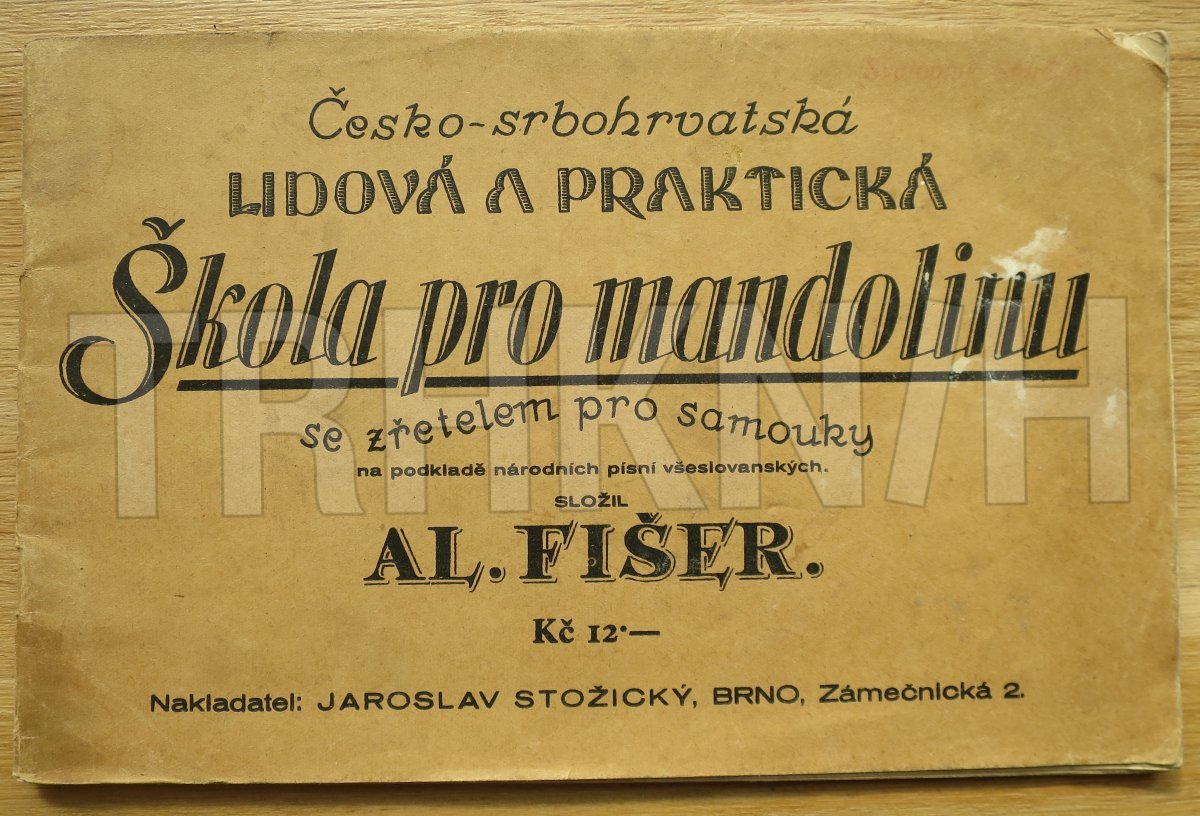 Česko-srbohrvatská
LIDOVÁ A PRAKTICKÁ
Škola pro mandolinu
se zřetelem pro samouky
na podkladě národních písní všeslovanských.
SLOŽIL
AL. FIŠER.
Kč 12·—
Nakladatel: JAROSLAV STOŽICKÝ, BRNO, Zámečnická 2.